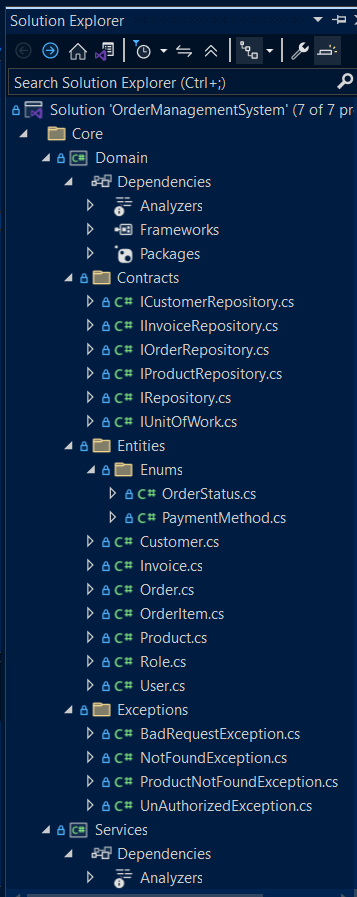 Solution Explorer
Search Solution Explorer (Ctrl+;)
Solution 'OrderManagementSystem' (7 of 7 pr
Core
C# Domain
Dependencies
Analyzers
Frameworks
Packages
Contracts
C# ICustomerRepository.cs
C# IInvoiceRepository.cs
C# IOrderRepository.cs
C# IProductRepository.cs
C# IRepository.cs
C# IUnitOfWork.cs
Entities
Enums
C# OrderStatus.cs
C# PaymentMethod.cs
C# Customer.cs
C# Invoice.cs
C# Order.cs
C# OrderItem.cs
C# Product.cs
C# Role.cs
C# User.cs
Exceptions
C# BadRequestException.cs
C# NotFoundException.cs
C# ProductNotFoundException.cs
C# UnAuthorizedException.cs
C# Services
Dependencies
Analyzers